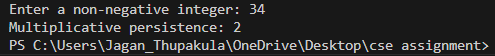 Enter a non-negative integer: 34
Multiplicative persistence: 2
PS C:\Users\Jagan_Thupakula\OneDrive\Desktop\cse assignment>